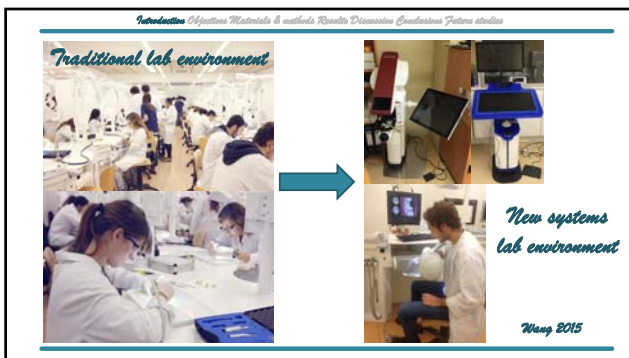 Introduction Objectives Materials & methods Results Discussion Conclusions Future studies
Traditional lab environment
New systems
lab environment
Wang 2015